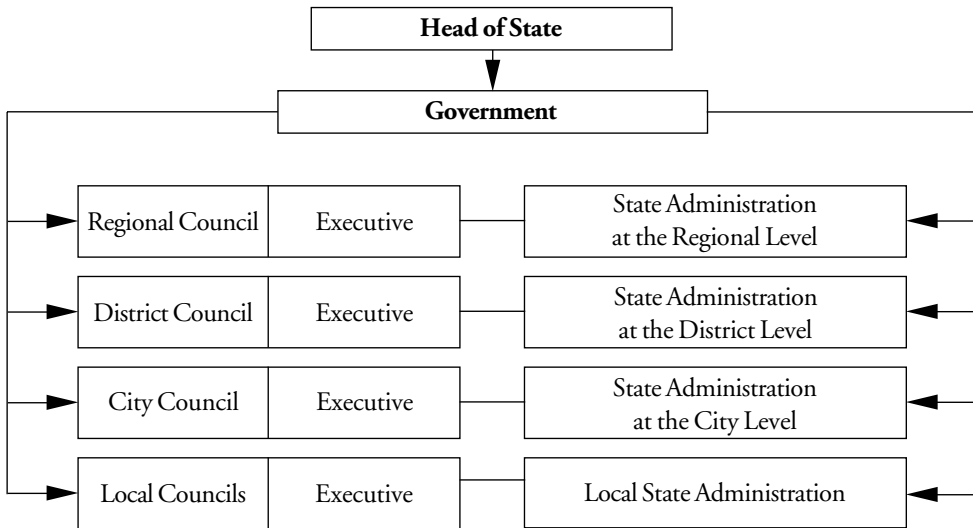 Head of State
Government
Regional Council
Executive
State Administration
at the Regional Level
District Council
Executive
State Administration
at the District Level
City Council
Executive
State Administration
at the City Level
Local Councils
Executive
Local State Administration